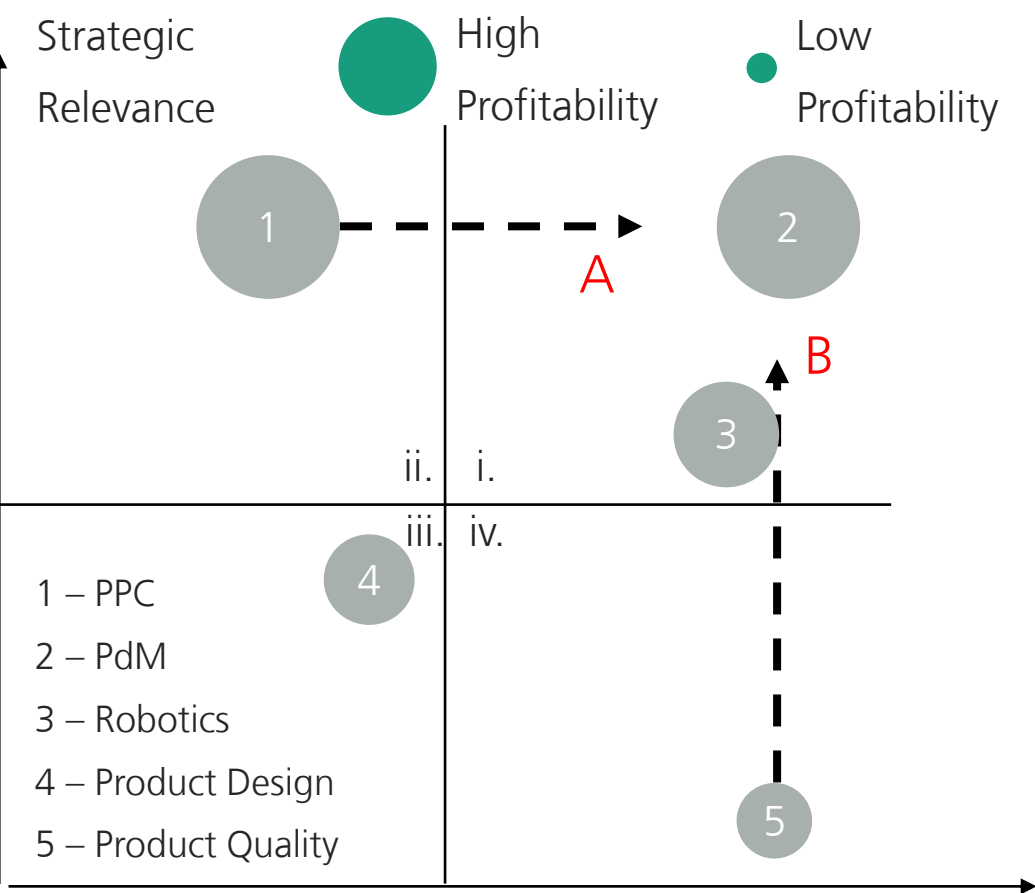 Strategic
Relevance
High
Profitability
Low
Profitability
1
2
A
B
3
ii.
i.
iii.
iv.
4
1 – PPC
2 – PdM
3 – Robotics
4 – Product Design
5 – Product Quality
5